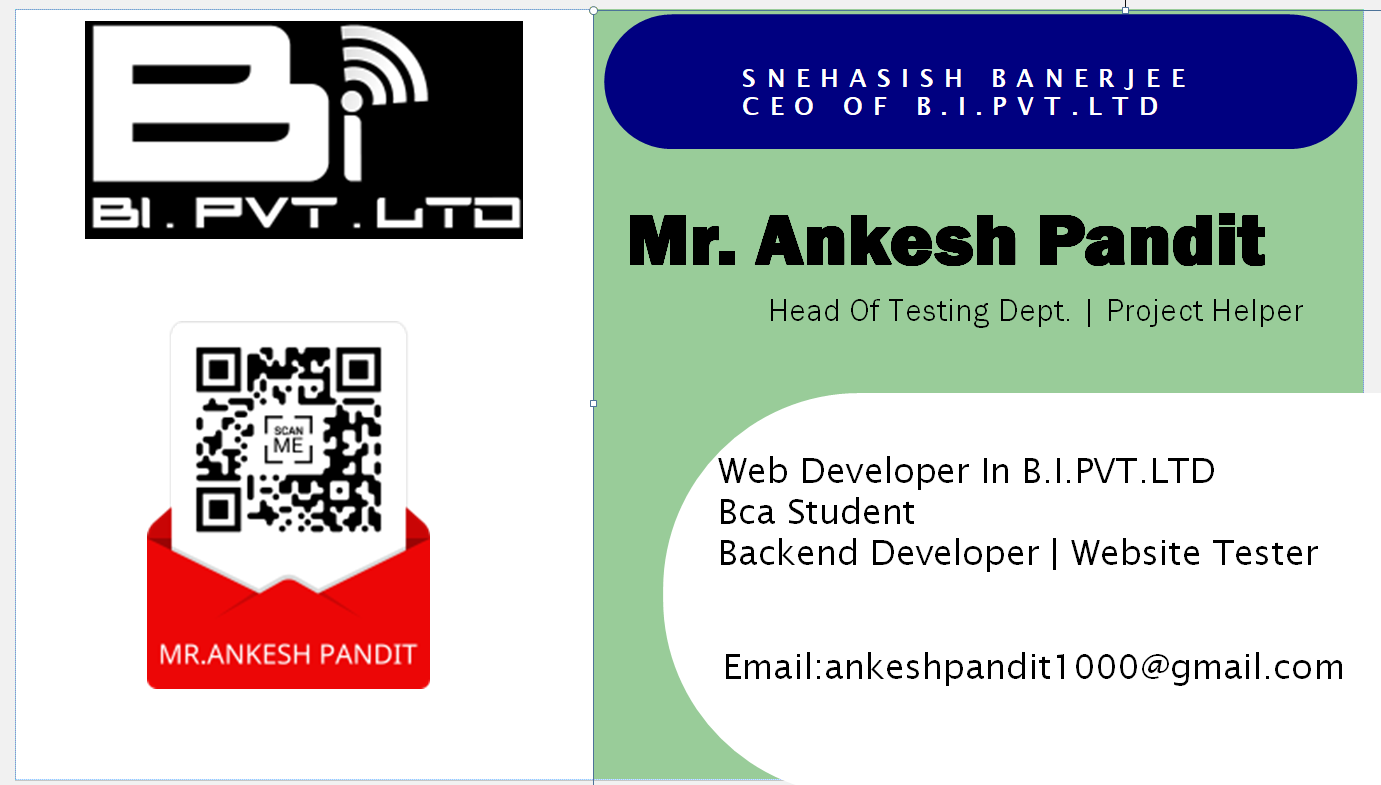 Bi
BI.PVT.LTD
SCAN
ME
MR.ANKESH PANDIT
SNEHASISH BANERJEE
CEO OF B.I.PVT.LTD
Mr. Ankesh Pandit
Head Of Testing Dept. | Project Helper
Web Developer In B.I.PVT.LTD
Bca Student
Backend Developer | Website Tester
Email:ankeshpandit1000@gmail.com